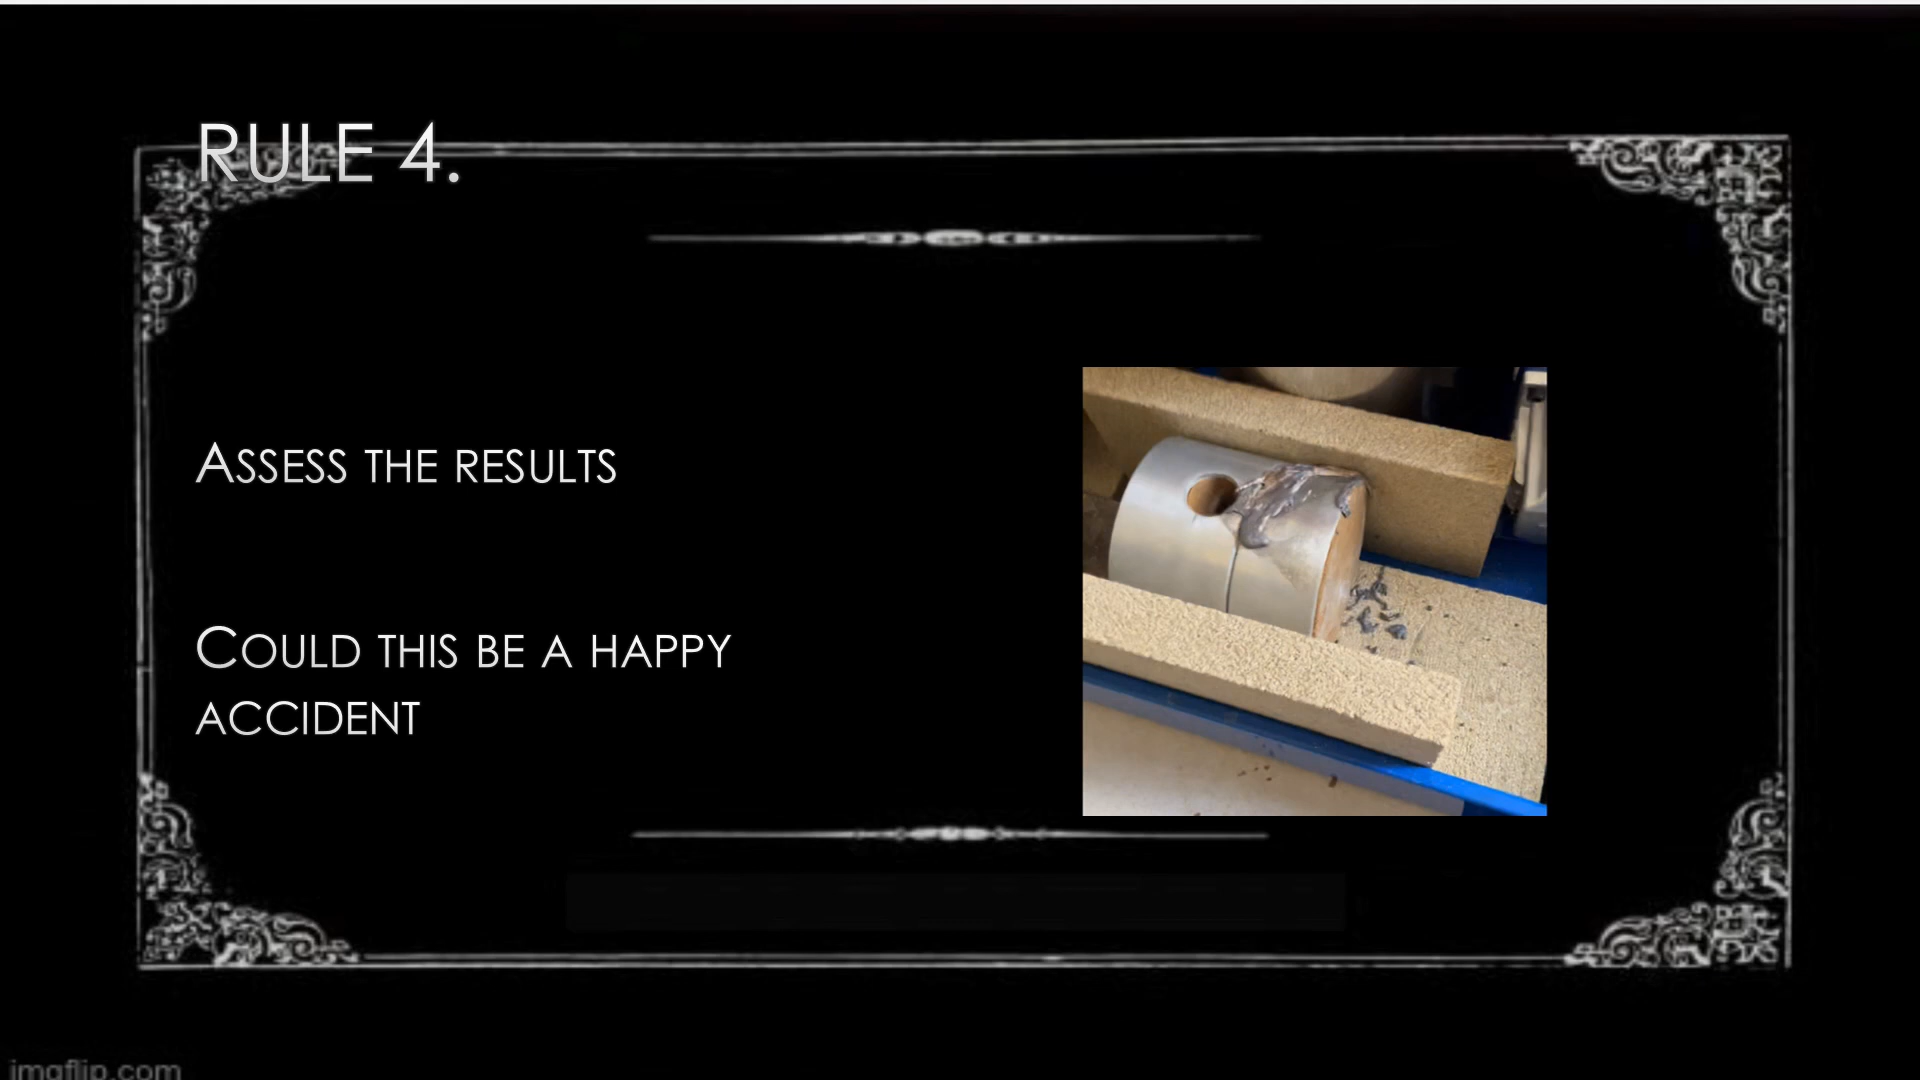 RULE 4.
ASSESS THE RESULTS
COULD THIS BE A HAPPY
ACCIDENT
imgflip.com